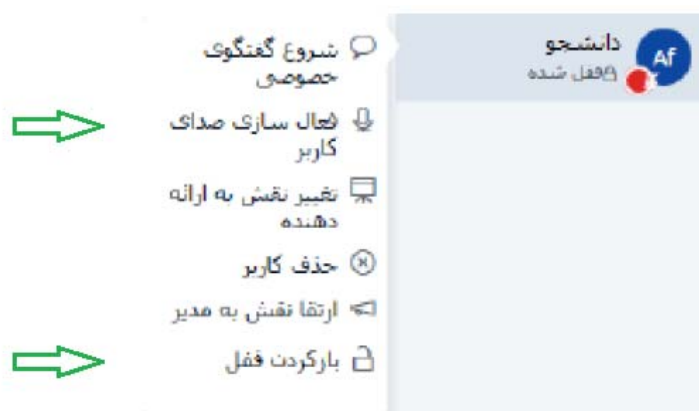 دانشجو
Af
قفل شده
شروع گفتگوی
خصوصی
فعال سازی صدای
کاربر
تغییر نقش به ارائه
دهنده
حذف کاربر
ارتقا نقش به مدیر
بازکردت قفل